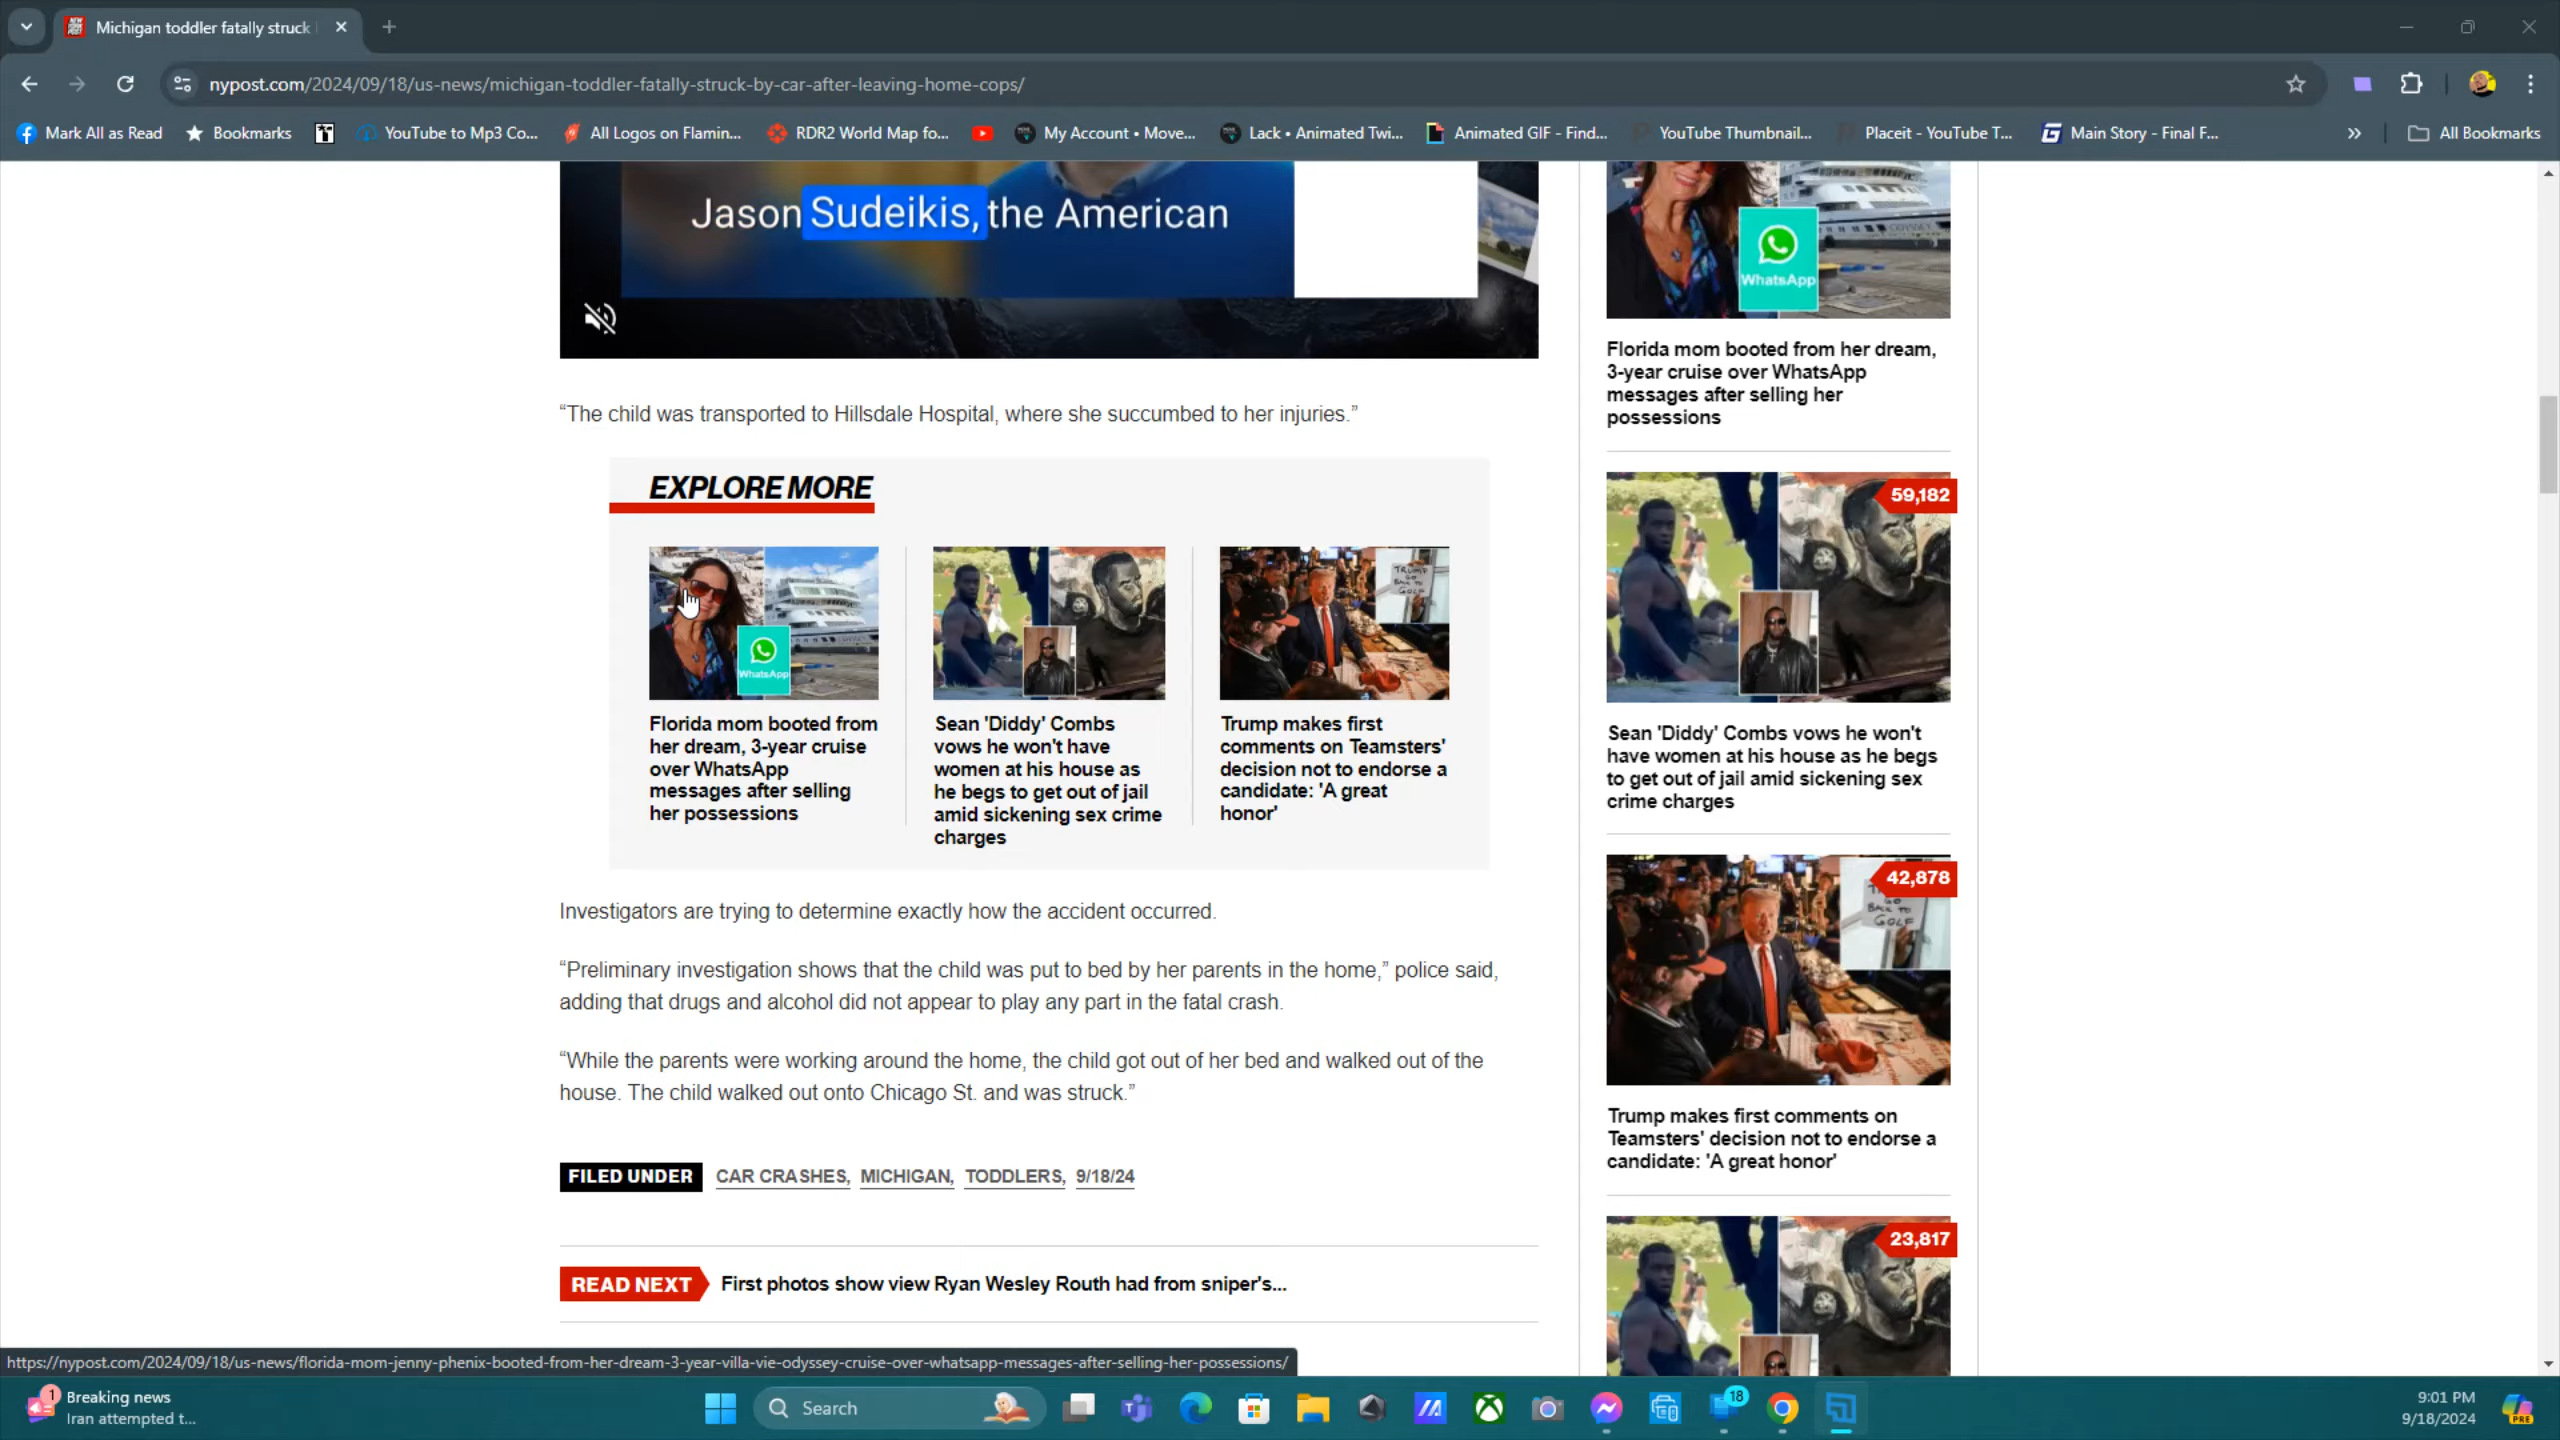 Michigan toddler fatally struck
nypost.com/2024/09/18/us-news/michigan-toddler-fatally-struck-by-car-after-leaving-home-cops/
Mark All as Read
Bookmarks
YouTube to Mp3 Co...
All Logos on Flamin...
RDR2 World Map fo...
My Account • Move...
Lack • Animated Twi...
Animated GIF - Find...
YouTube Thumbnail...
Placeit - YouTube T...
Main Story - Final F...
All Bookmarks
Jason Sudeikis, the American
“The child was transported to Hillsdale Hospital, where she succumbed to her injuries.”
EXPLORE MORE
WhatsApp
TRUMP
GO
BACK TO
GOLF
Florida mom booted from
her dream, 3-year cruise
over WhatsApp
messages after selling
her possessions
Sean 'Diddy' Combs
vows he won't have
women at his house as
he begs to get out of jail
amid sickening sex crime
charges
Trump makes first
comments on Teamsters'
decision not to endorse a
candidate: 'A great
honor'
Investigators are trying to determine exactly how the accident occurred.
“Preliminary investigation shows that the child was put to bed by her parents in the home,” police said,
adding that drugs and alcohol did not appear to play any part in the fatal crash.
“While the parents were working around the home, the child got out of her bed and walked out of the
house. The child walked out onto Chicago St. and was struck.”
FILED UNDER CAR CRASHES, MICHIGAN, TODDLERS, 9/18/24
READ NEXT First photos show view Ryan Wesley Routh had from sniper's...
WhatsApp
Florida mom booted from her dream,
3-year cruise over WhatsApp
messages after selling her
possessions
59,182
Sean 'Diddy' Combs vows he won't
have women at his house as he begs
to get out of jail amid sickening sex
crime charges
42,878
GO
BACK TO
GOLF
Trump makes first comments on
Teamsters' decision not to endorse a
candidate: 'A great honor'
23,817
https://nypost.com/2024/09/18/us-news/florida-mom-jenny-phenix-booted-from-her-dream-3-year-villa-vie-odyssey-cruise-over-whatsapp-messages-after-selling-her-possessions/
1
Breaking news
Iran attempted t...
Search
18
9:01 PM
9/18/2024
PRE